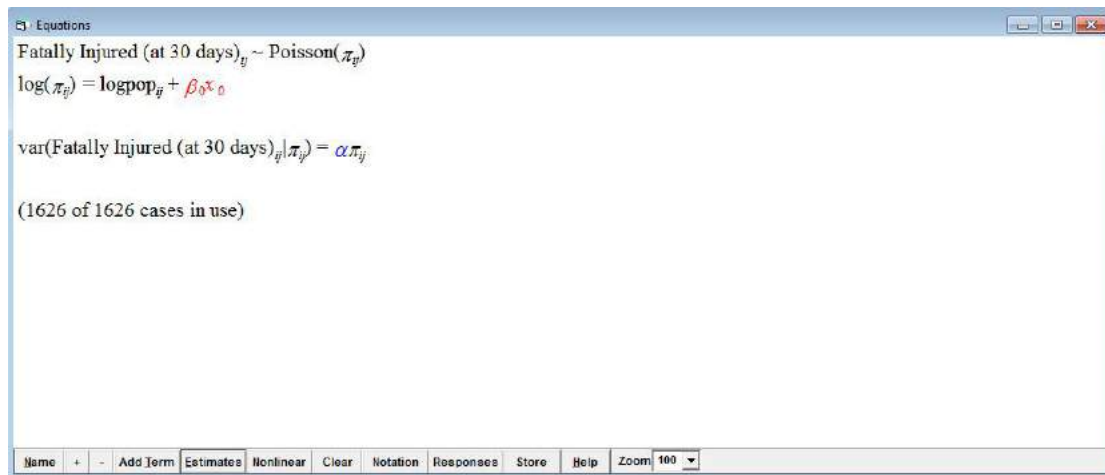 Equations
Fatally Injured (at 30 days)ij ~ Poisson(πij)
log(πij) = logpopij + β0x0
var(Fatally Injured (at 30 days)ij|πij) = απij
(1626 of 1626 cases in use)
Name + - Add Term Estimates Nonlinear Clear Notation Responses Store Help Zoom 100